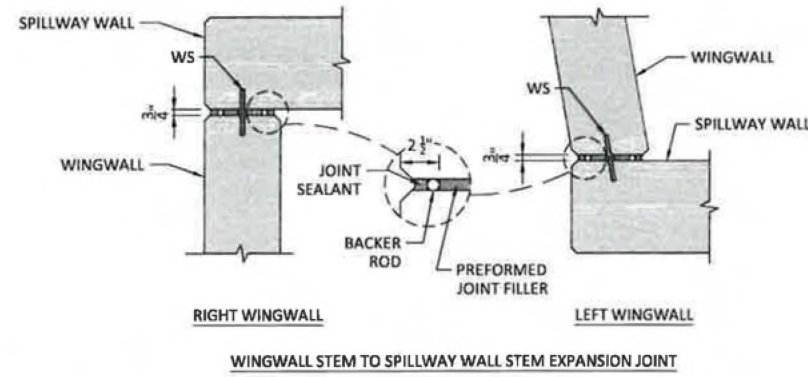 SPILLWAY WALL
WS
3/4"
WINGWALL
RIGHT WINGWALL
2 1/2"
JOINT
SEALANT
BACKER
ROD
PREFORMED
JOINT FILLER
WINGWALL
WS
SPILLWAY WALL
3/4"
LEFT WINGWALL
WINGWALL STEM TO SPILLWAY WALL STEM EXPANSION JOINT